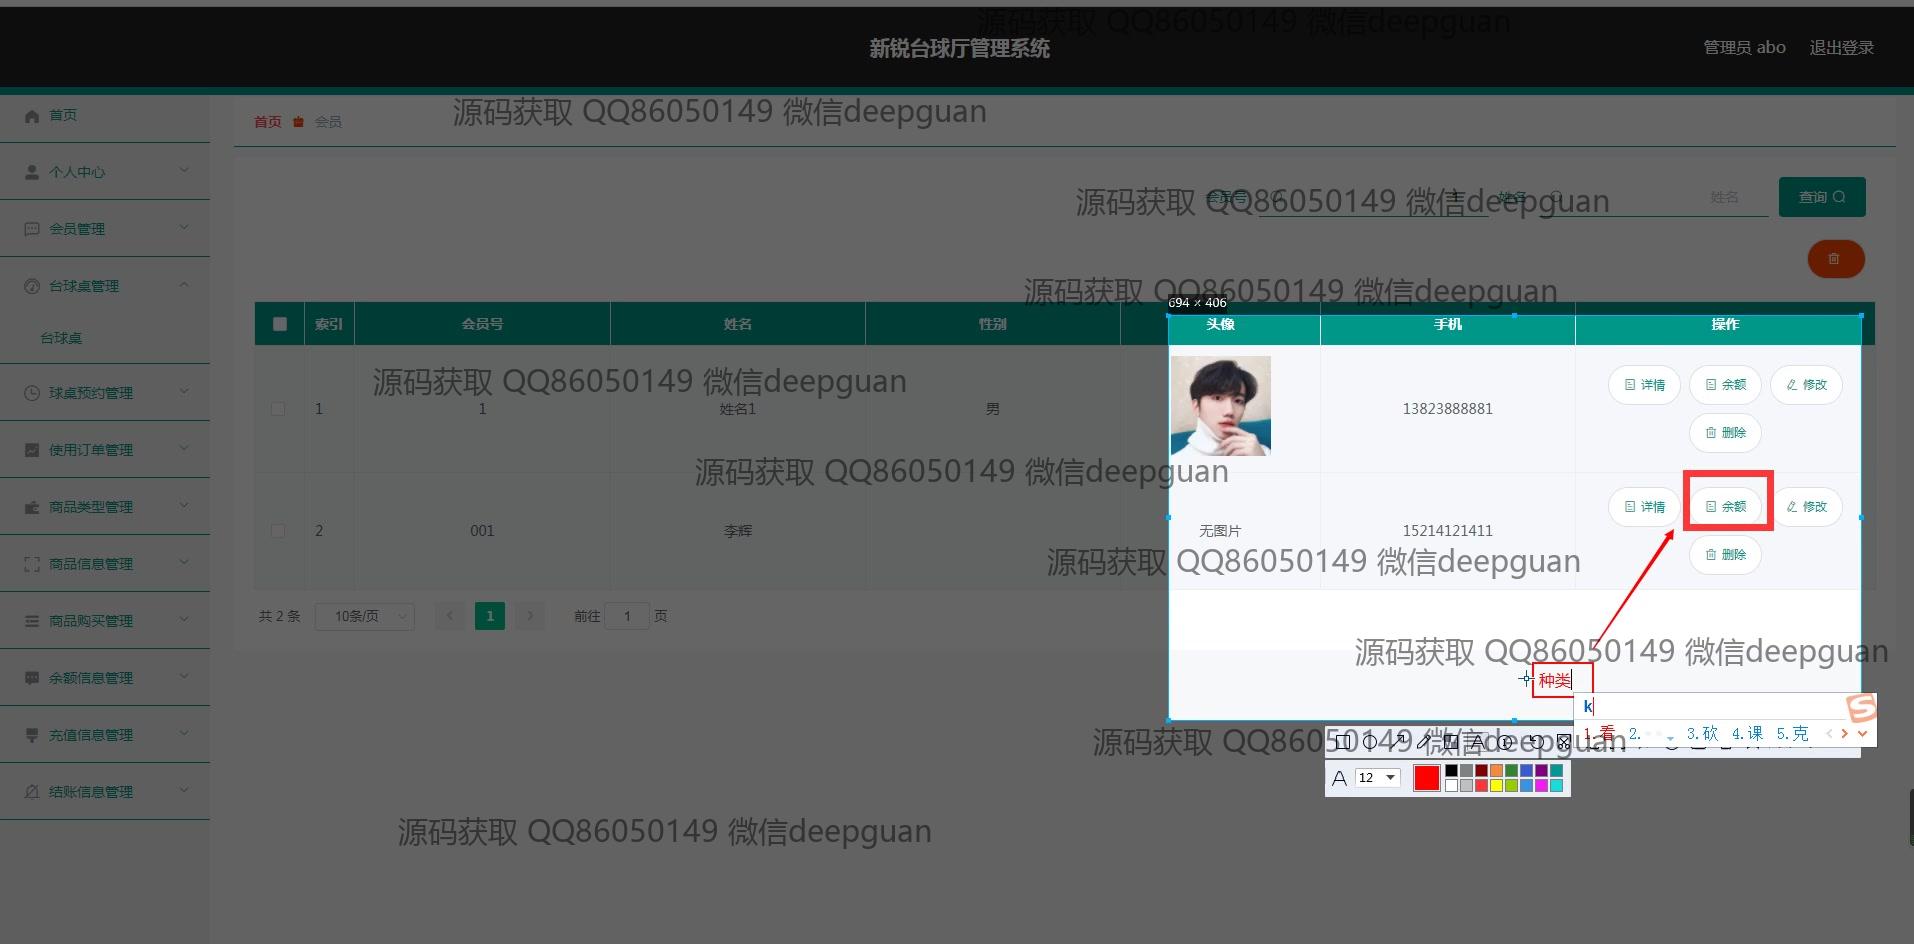 源码获取 QQ86050149 微信deepguan
新锐台球厅管理系统
管理员 abo 退出登录
首页
个人中心
会员管理
台球桌管理
台球桌
球桌预约管理
使用订单管理
商品类型管理
商品信息管理
商品购买管理
余额信息管理
充值信息管理
结账信息管理
源码获取 QQ86050149 微信deepguan
首页 会员
源码获取 QQ86050149 微信deepguan
会员号 1 姓名 姓名 查询
源码获取 QQ86050149 微信deepguan
694 × 406
索引 会员号 姓名 性别 头像 手机 操作
源码获取 QQ86050149 微信deepguan
详情 余额 修改
1 1 姓名1 男 13823888881
删除
源码获取 QQ86050149 微信deepguan
详情 余额 修改
2 001 李辉 无图片 15214121411
删除
源码获取 QQ86050149 微信deepguan
共 2 条 10条/页 1 前往 1 页
源码获取 QQ86050149 微信deepguan
种类
k
1.看 2. 3.砍 4.课 5.克
源码获取 QQ86050149 微信deepguan
A 12
源码获取 QQ86050149 微信deepguan